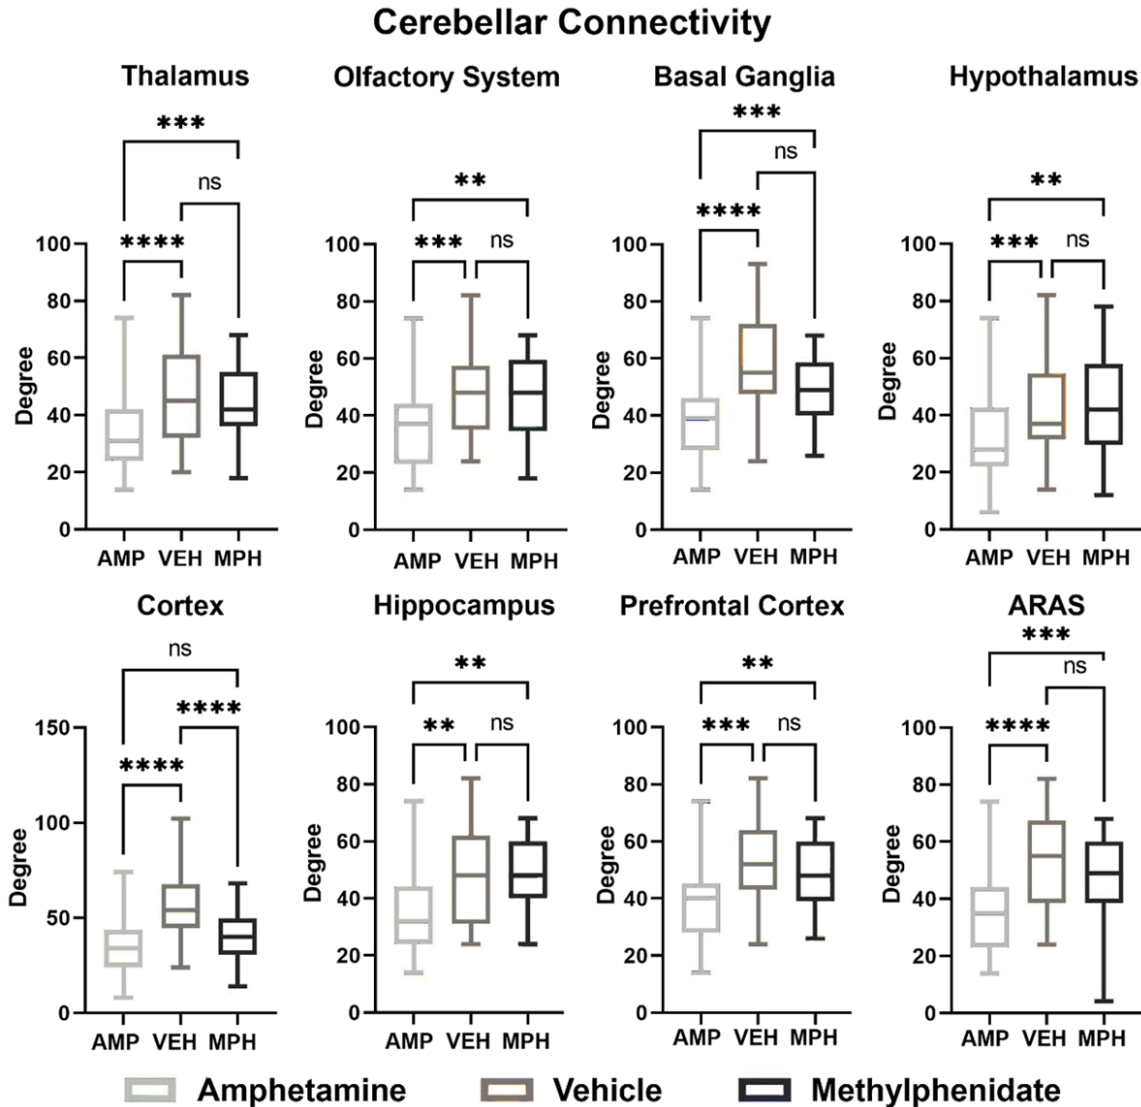 Cerebellar Connectivity
Thalamus Olfactory System Basal Ganglia Hypothalamus
***
ns
****
Degree
100
80
60
40
20
0
AMP VEH MPH
**
*** ns
Degree
100
80
60
40
20
0
AMP VEH MPH
***
ns
****
Degree
100
80
60
40
20
0
AMP VEH MPH
**
*** ns
Degree
100
80
60
40
20
0
AMP VEH MPH
Cortex Hippocampus Prefrontal Cortex ARAS
ns
****
****
Degree
150
100
50
0
AMP VEH MPH
**
** ns
Degree
100
80
60
40
20
0
AMP VEH MPH
**
*** ns
Degree
100
80
60
40
20
0
AMP VEH MPH
***
ns
****
Degree
100
80
60
40
20
0
AMP VEH MPH
Amphetamine Vehicle Methylphenidate